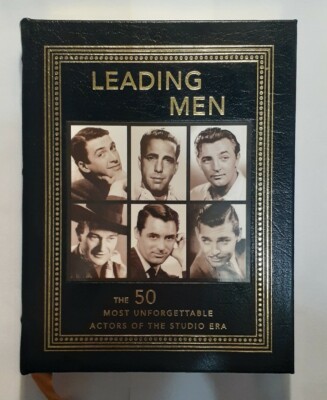 LEADING
MEN
THE 50
MOST UNFORGETTABLE
ACTORS OF THE STUDIO ERA